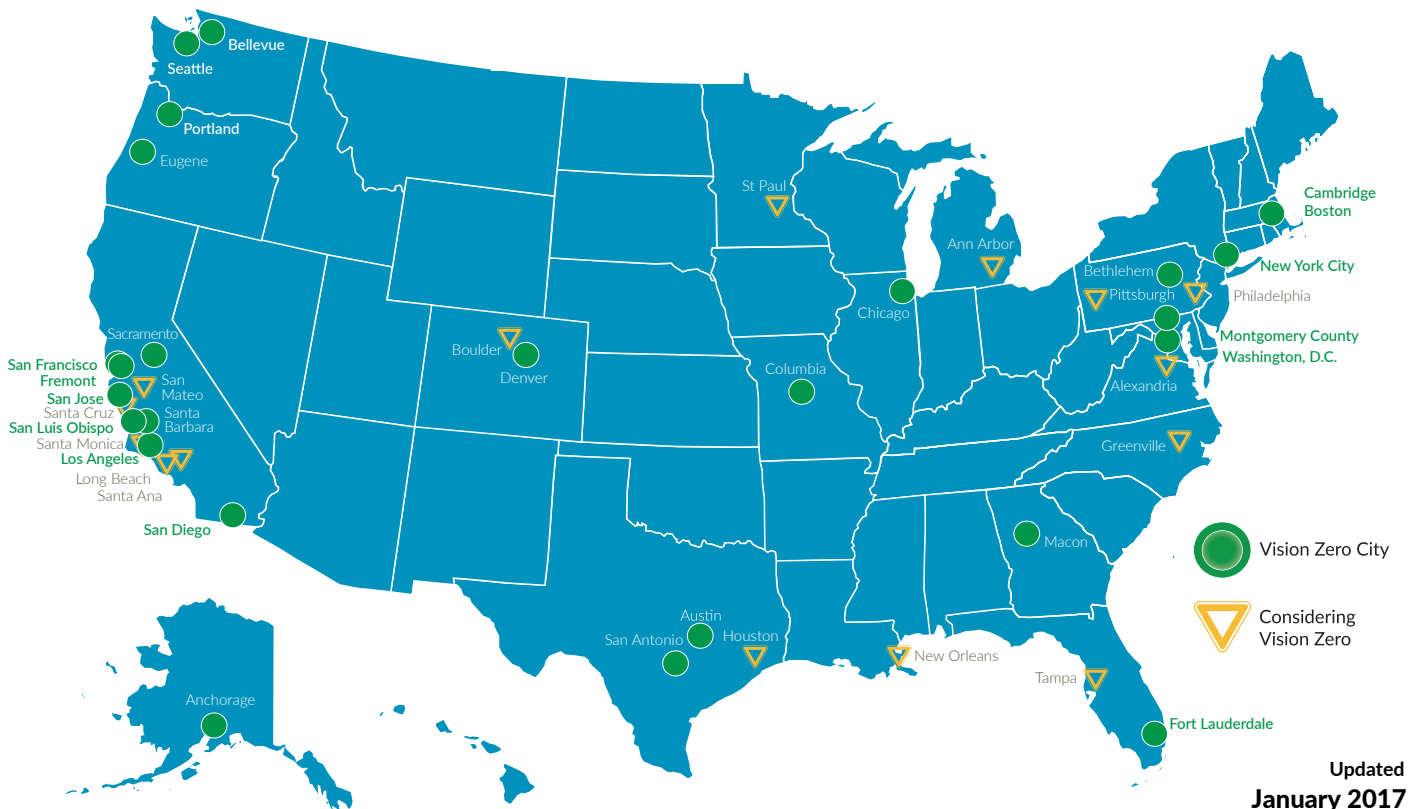 Bellevue
Seattle
Portland
Eugene
St Paul
Ann Arbor
Cambridge
Boston
New York City
Bethlehem
Pittsburgh
Philadelphia
Chicago
Montgomery County
Washington, D.C.
Alexandria
Sacramento
Boulder
Denver
Columbia
San Francisco
Fremont
San Jose
Santa Cruz
San Luis Obispo
Santa Monica
Los Angeles
Long Beach
Santa Ana
San
Mateo
Santa
Barbara
San Diego
Greenville
Macon
Vision Zero City
Considering
Vision Zero
Austin
San Antonio
Houston
New Orleans
Tampa
Fort Lauderdale
Anchorage
Updated
January 2017